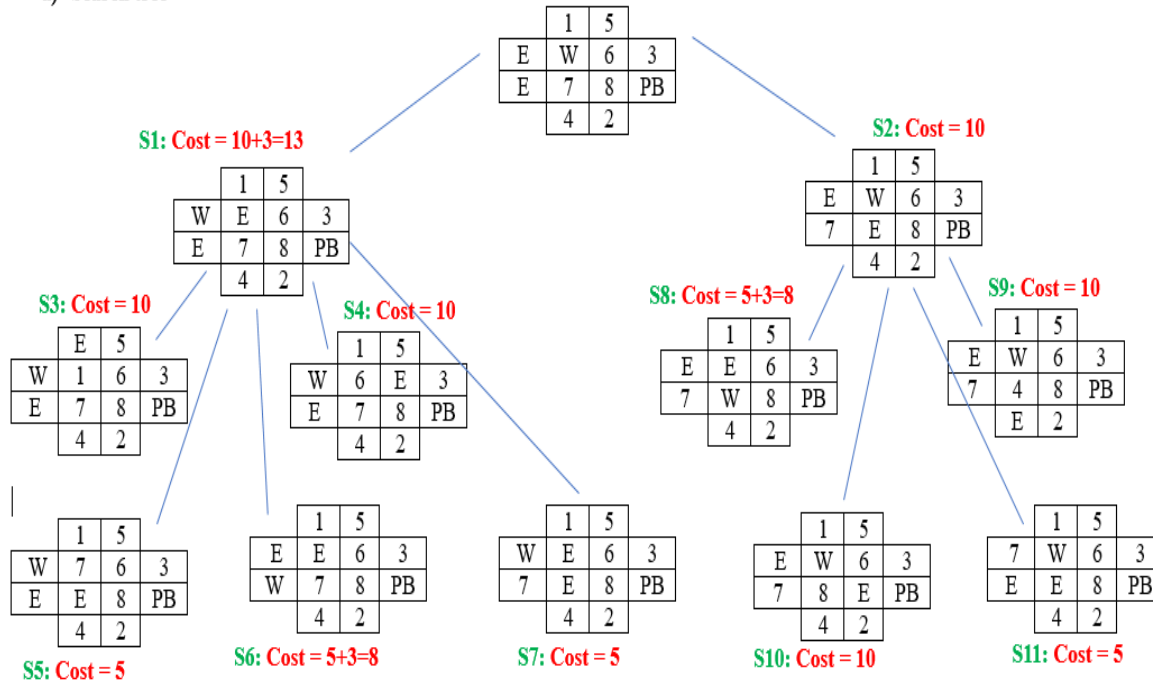 1 5
E W 6 3
E 7 8 PB
4 2
S1: Cost = 10+3=13
1 5
W E 6 3
E 7 8 PB
4 2
S2: Cost = 10
1 5
E W 6 3
7 E 8 PB
4 2
S3: Cost = 10
E 5
W 1 6 3
E 7 8 PB
4 2
S4: Cost = 10
1 5
W 6 E 3
E 7 8 PB
4 2
S8: Cost = 5+3=8
1 5
E E 6 3
7 W 8 PB
4 2
S9: Cost = 10
1 5
E W 6 3
7 4 8 PB
E 2
1 5
W 7 6 3
E E 8 PB
4 2
S5: Cost = 5
1 5
E E 6 3
W 7 8 PB
4 2
S6: Cost = 5+3=8
1 5
W E 6 3
7 E 8 PB
4 2
S7: Cost = 5
1 5
E W 6 3
7 8 E PB
4 2
S10: Cost = 10
1 5
7 W 6 3
E E 8 PB
4 2
S11: Cost = 5